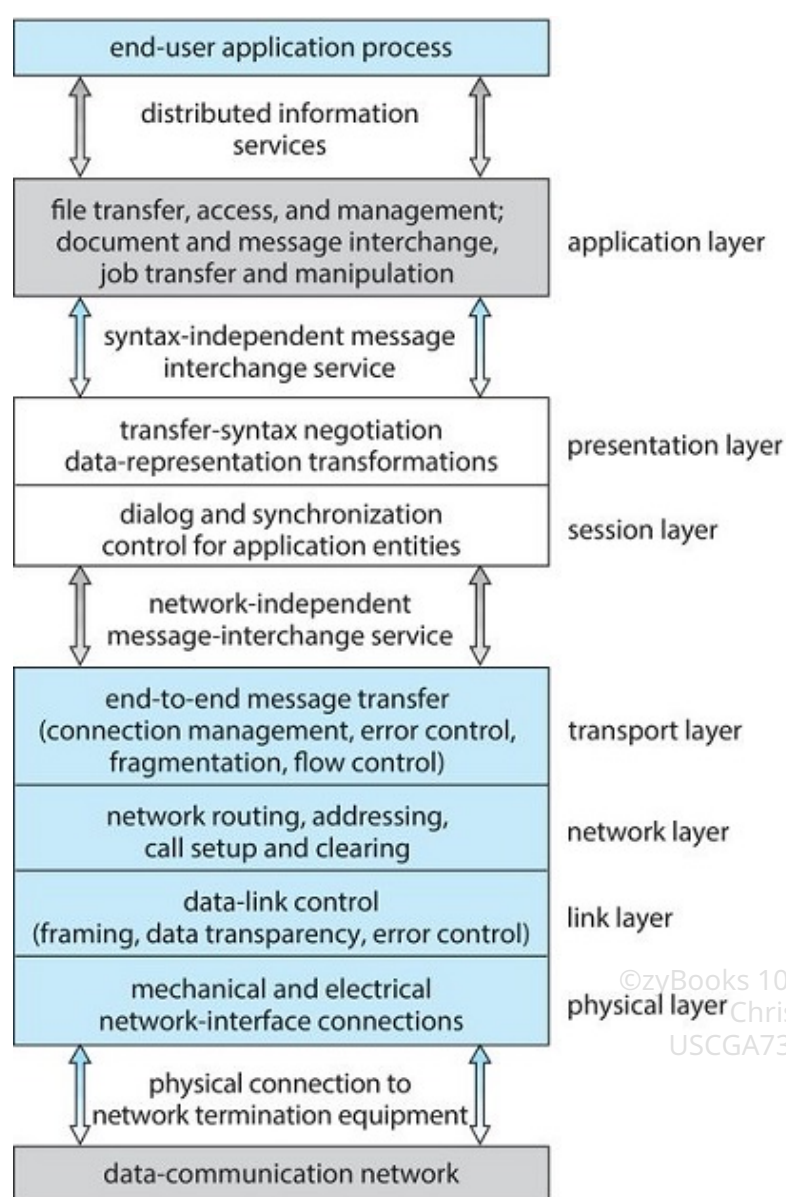 end-user application process
distributed information
services
file transfer, access, and management;
document and message interchange,
job transfer and manipulation
application layer
syntax-independent message
interchange service
transfer-syntax negotiation
data-representation transformations
presentation layer
dialog and synchronization
control for application entities
session layer
network-independent
message-interchange service
end-to-end message transfer
(connection management, error control,
fragmentation, flow control)
transport layer
network routing, addressing,
call setup and clearing
network layer
data-link control
(framing, data transparency, error control)
link layer
©zyBooks 10
mechanical and electrical
network-interface connections
physical layer
Chris
USCGA73
physical connection to
network termination equipment
data-communication network